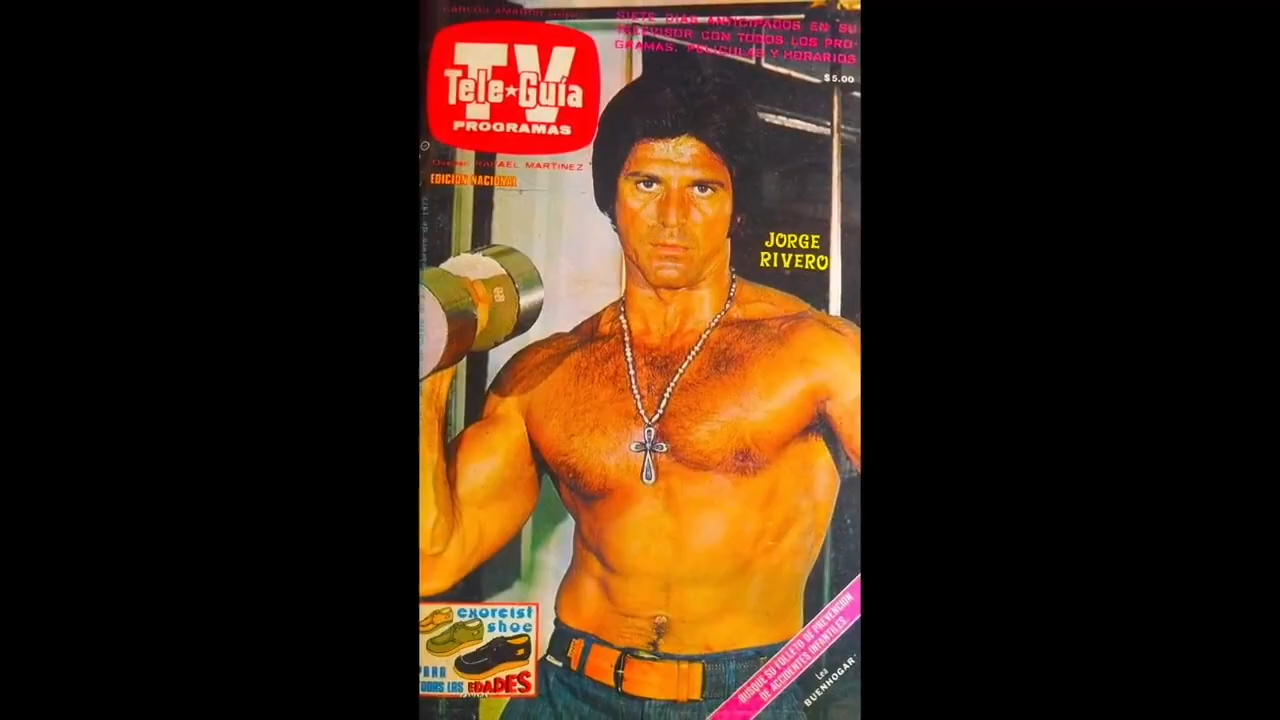 SIETE DIAS ANTICIPADOS EN SU
TELEVISOR CON TODOS LOS PRO-
GRAMAS, PELICULAS Y HORARIOS
$5.00
TV
Tele★Guía
PROGRAMAS
RAFAEL MARTINEZ
EDICION NACIONAL
JORGE
RIVERO
exorcist
shoe
PARA
TODAS LAS EDADES
CANADA
BUSQUE SU FOLLETO DE PREVENCION
DE ACCIDENTES INFANTILES
Lea
BUENHOGAR